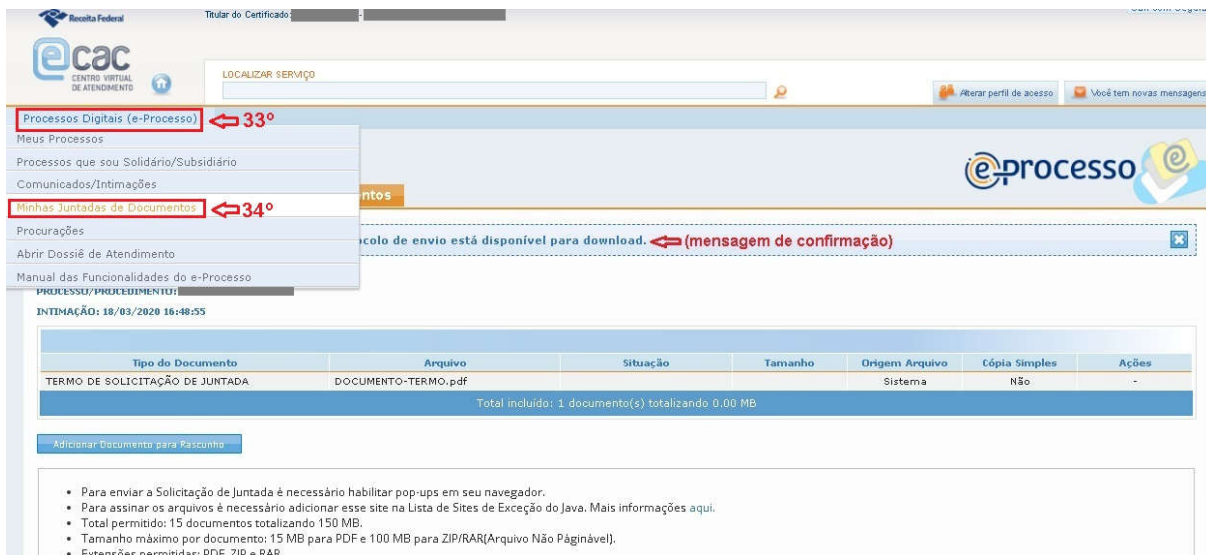 Receita Federal
Titular do Certificado: -
ecac
CENTRO VIRTUAL
DE ATENDIMENTO
LOCALIZAR SERVIÇO
Alterar perfil de acesso
Você tem novas mensagens
Processos Digitais (e-Processo)
33º
Meus Processos
Processos que sou Solidário/Subsidiário
Comunicados/Intimações
Minhas Juntadas de Documentos
34º
Procurações
Abrir Dossiê de Atendimento
Manual das Funcionalidades do e-Processo
e-processo
ntos
ocolo de envio está disponível para download.
(mensagem de confirmação)
PROCESSO/PROCEDIMENTO:
INTIMAÇÃO: 18/03/2020 16:48:55
Tipo do Documento Arquivo Situação Tamanho Origem Arquivo Cópia Simples Ações
TERMO DE SOLICITAÇÃO DE JUNTADA DOCUMENTO-TERMO.pdf Sistema Não -
Total incluído: 1 documento(s) totalizando 0.00 MB
Adicionar Documento para Rascunho
• Para enviar a Solicitação de Juntada é necessário habilitar pop-ups em seu navegador.
• Para assinar os arquivos é necessário adicionar esse site na Lista de Sites de Exceção do Java. Mais informações aqui.
• Total permitido: 15 documentos totalizando 150 MB.
• Tamanho máximo por documento: 15 MB para PDF e 100 MB para ZIP/RAR(Arquivo Não Páginável).
• Extensões permitidas: PDF, ZIP e RAR